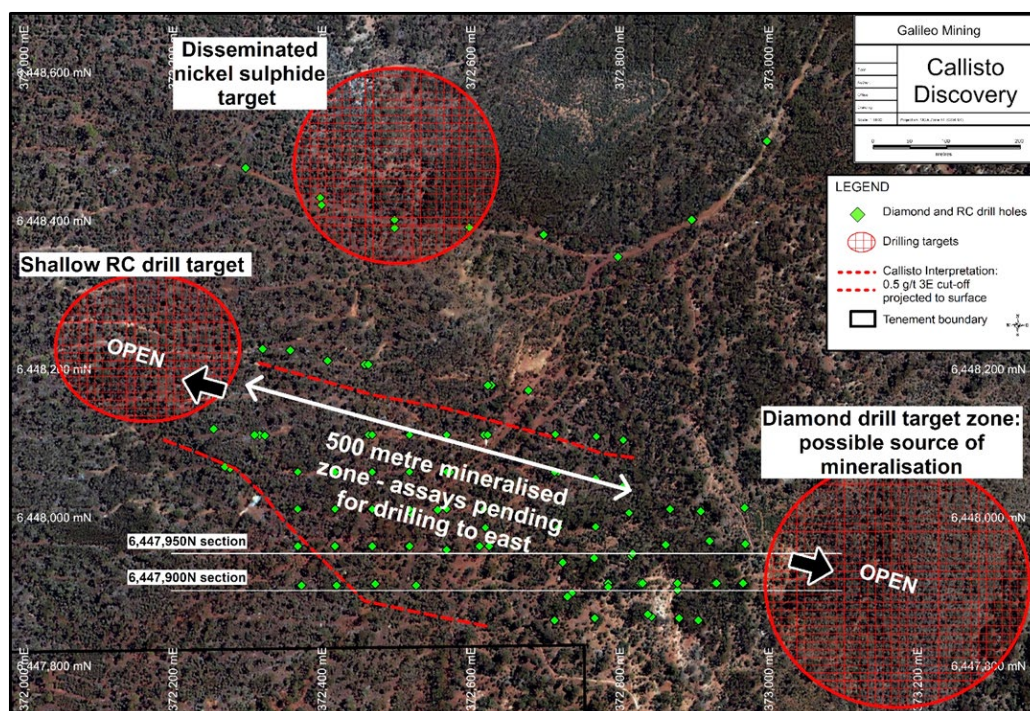 372,000 mE
372,200 mE
372,600 mE
372,800 mE
373,000 mE
6,448,600 mN
Disseminated
nickel sulphide
target
Galileo Mining
Callisto
Discovery
LEGEND
Diamond and RC drill holes
Drilling targets
Callisto Interpretation:
0.5 g/t 3E cut-off
projected to surface
Tenement boundary
6,448,400 mN
Shallow RC drill target
OPEN
6,448,200 mN
6,448,200 mN
500 metre mineralised
zone - assays pending
for drilling to east
Diamond drill target zone:
possible source of
mineralisation
6,448,000 mN
6,448,000 mN
6,447,950N section
6,447,900N section
OPEN
6,447,800 mN
6,447,800 mN
372,000 mE
372,200 mE
372,400 mE
372,600 mE
372,800 mE
373,000 mE
373,200 mE